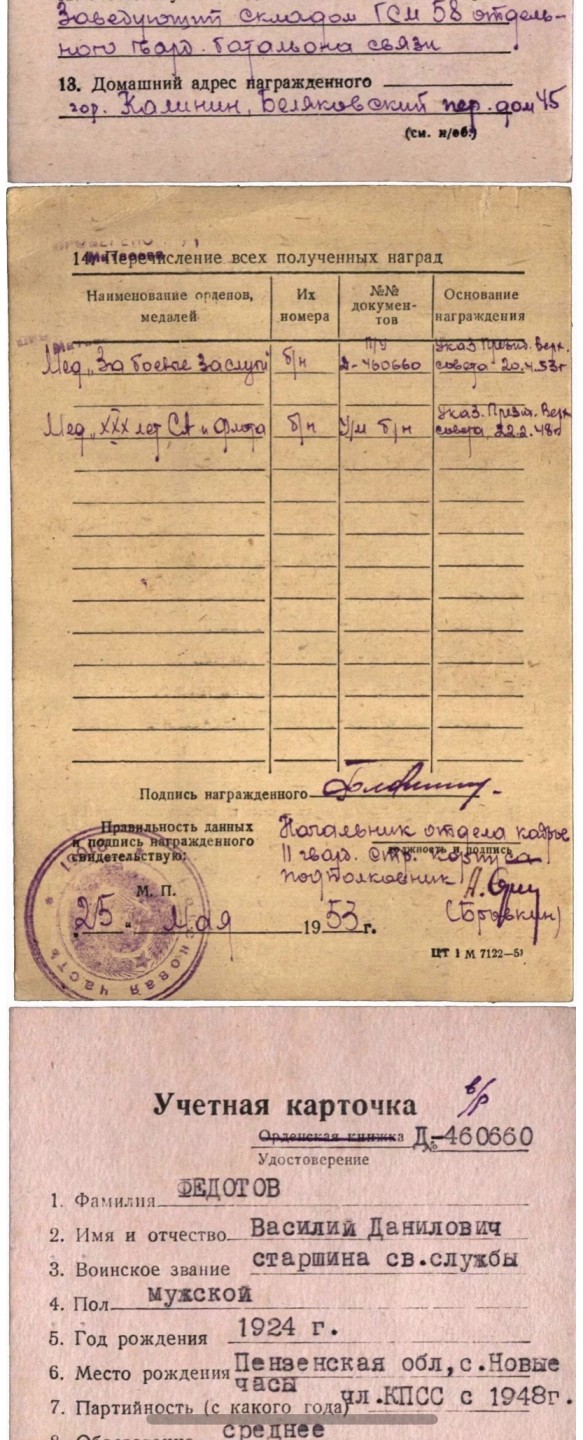 Заведующий складом ГСМ 58 отдель-
ного гвард. батальона связи
13. Домашний адрес награжденного
гор. Калинин, Беляковский пер. дом 45
(см. н/об.)
14. Перечисление всех полученных наград
Наименование орденов, медалей
Их номера
№№ документов
Основание награждения
Мед. „За боевые заслуги" б/н П/У Д-460660 Указ Презид. Верх. совета 20.4.53г
Мед. „XXX лет СА и Флота б/н У/м б/н Указ. Презид. Верх совета, 22.2.48г
Подпись награжденного
Правильность данных
и подпись награжденного
свидетельствую:
Начальник отдела кадров
должность и подпись
11 гвард. стр. корпуса
подполковник
(Бровкин)
М. П.
25 „ Мая 1953 г.
ЦТ 1 М 7122—51
Учетная карточка
в/р
Орденская книжка Д-460660
Удостоверение
1. Фамилия ФЕДОТОВ
2. Имя и отчество Василий Данилович
3. Воинское звание старшина св.службы
4. Пол мужской
5. Год рождения 1924 г.
6. Место рождения Пензенская обл,с.Новые
часы
7. Партийность (с какого года) чл.КПСС с 1948г.
среднее